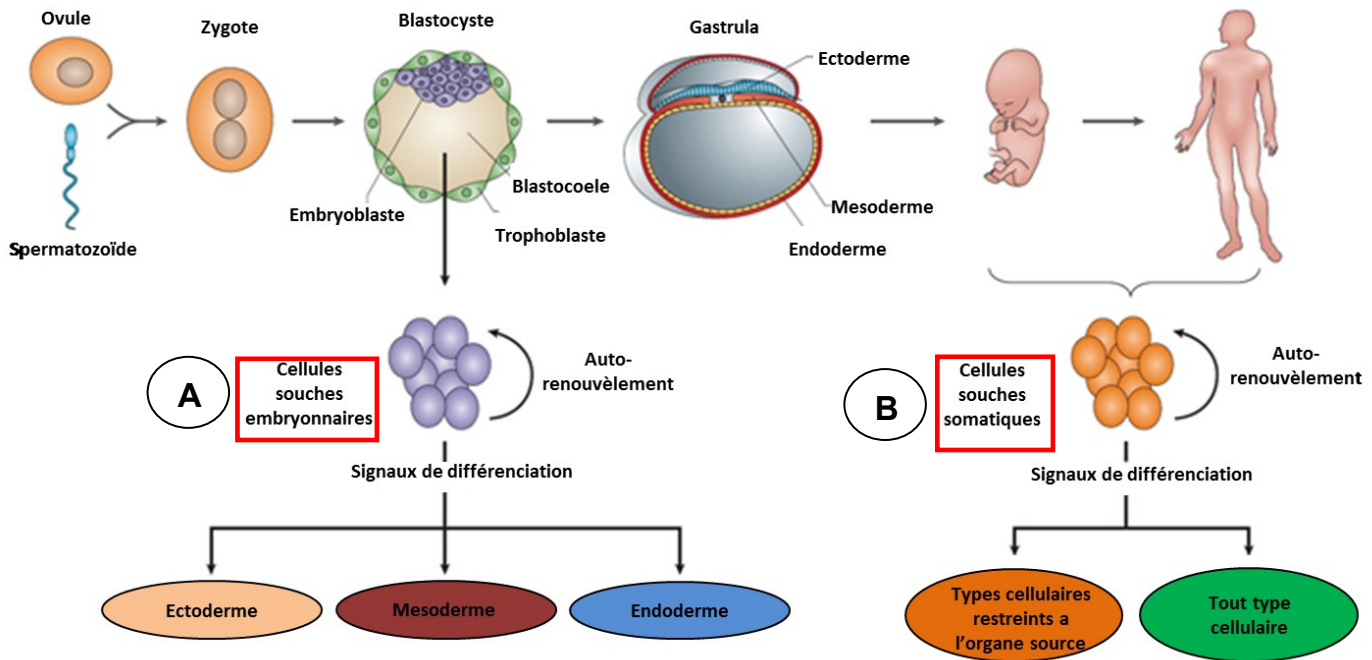 Ovule
Zygote
Blastocyste
Gastrula
Ectoderme
Blastocoele
Embryoblaste
Trophoblaste
Mesoderme
Endoderme
Spermatozoïde
A
Cellules
souches
embryonnaires
Auto-
renouvèlement
B
Cellules
souches
somatiques
Auto-
renouvèlement
Signaux de différenciation
Signaux de différenciation
Ectoderme
Mesoderme
Endoderme
Types cellulaires
restreints a
l’organe source
Tout type
cellulaire